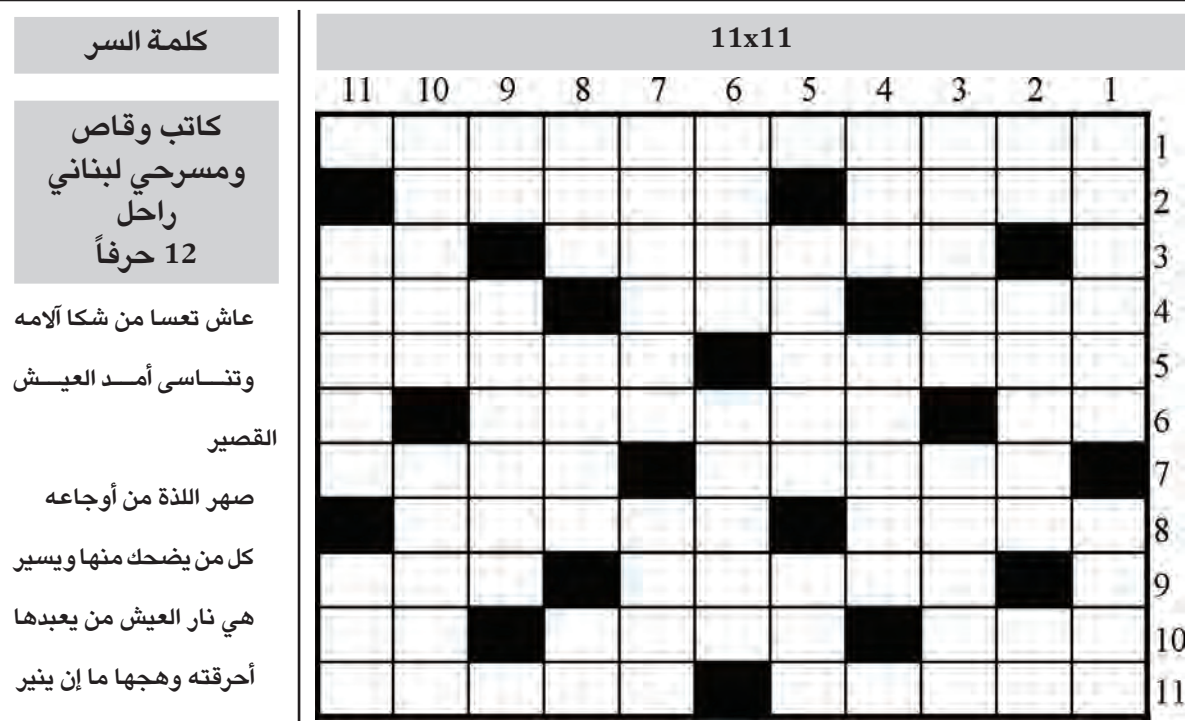 11x11
11 10 9 8 7 6 5 4 3 2 1
1
2
3
4
5
6
7
8
9
10
11
كلمة السر
كاتب وقاص
ومسرحي لبناني
راحل
12 حرفاً
عاش تعسا من شكا آلامه
وتنـــاسى أمـــد العيـــش
القصير
صهر اللذة من أوجاعه
كل من يضحك منها ويسير
هي نار العيش من يعبدها
أحرقته وهجها ما إن ينير